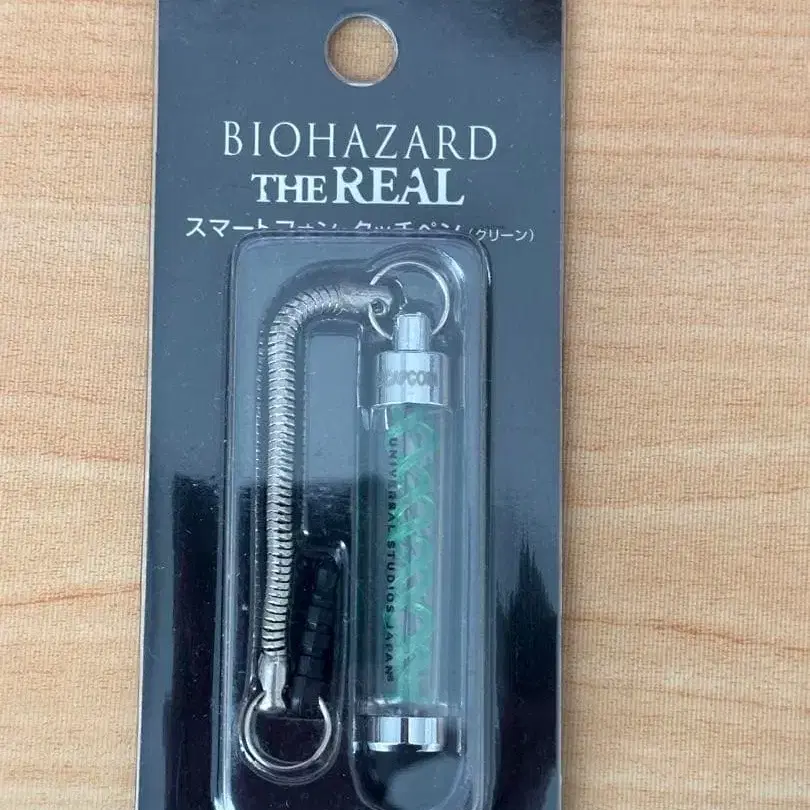 BIOHAZARD
THE REAL
スマートフォン タッチペン (グリーン)
CAPCOM
UNIVERSAL STUDIOS JAPAN®